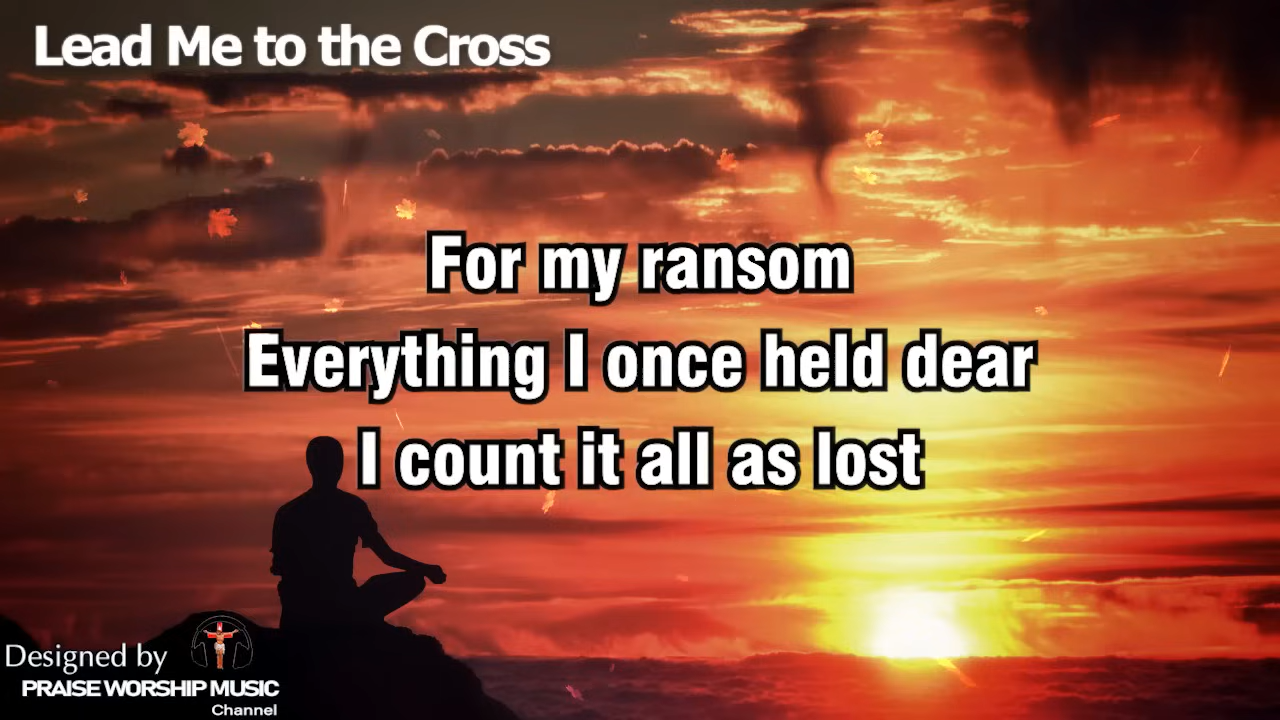 Lead Me to the Cross
For my ransom
Everything I once held dear
I count it all as lost
Designed by
PRAISE WORSHIP MUSIC
Channel